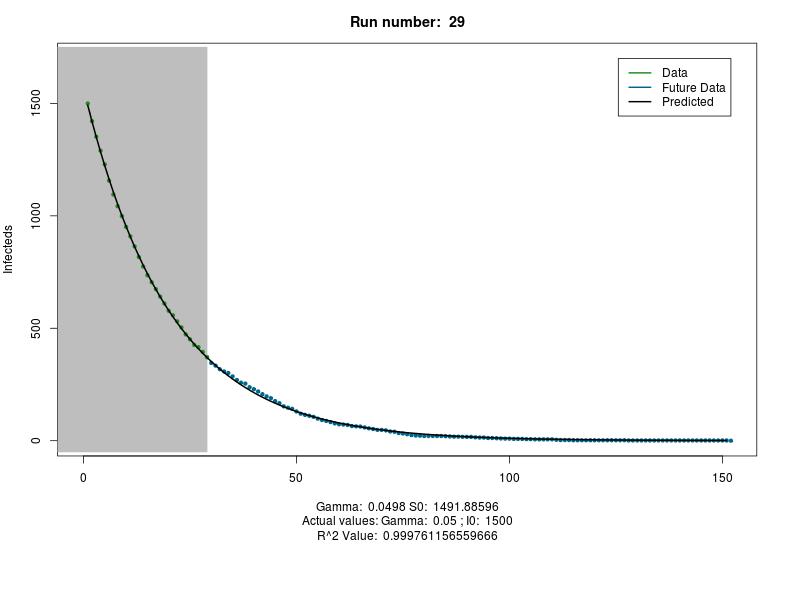 Run number:  29
Data
Future Data
Predicted
Infecteds
1500
1000
500
0
0
50
100
150
Gamma:  0.0498 S0:  1491.88596
Actual values: Gamma:  0.05 ; I0:  1500
R^2 Value:  0.999761156559666